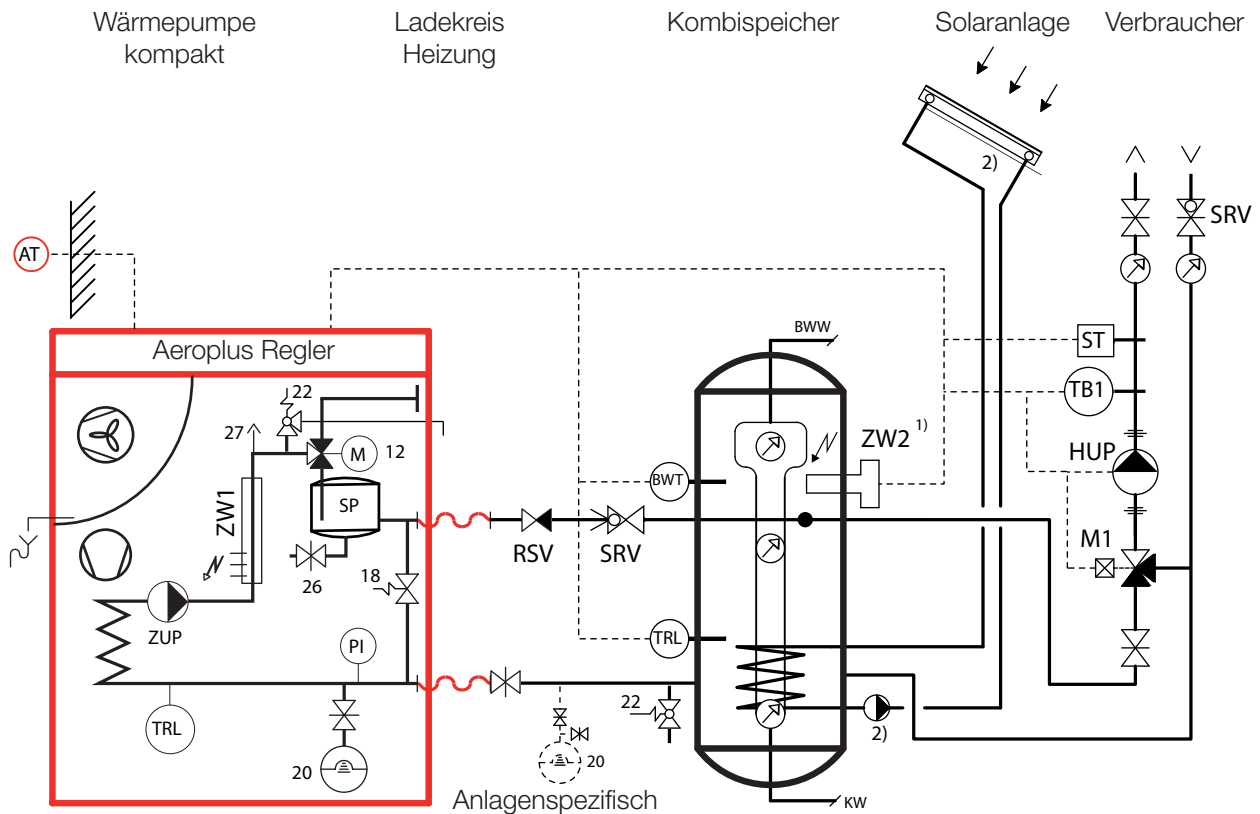 Wärmepumpe
kompakt
Ladekreis
Heizung
Kombispeicher
Solaranlage
Verbraucher
2)
SRV
AT
Aeroplus Regler
BWW
ST
TB1
22
27
M
12
ZW2 1)
HUP
BWT
SP
ZW1
RSV
SRV
M1
26
18
ZUP
PI
TRL
TRL
22
2)
20
20
Anlagenspezifisch
KW